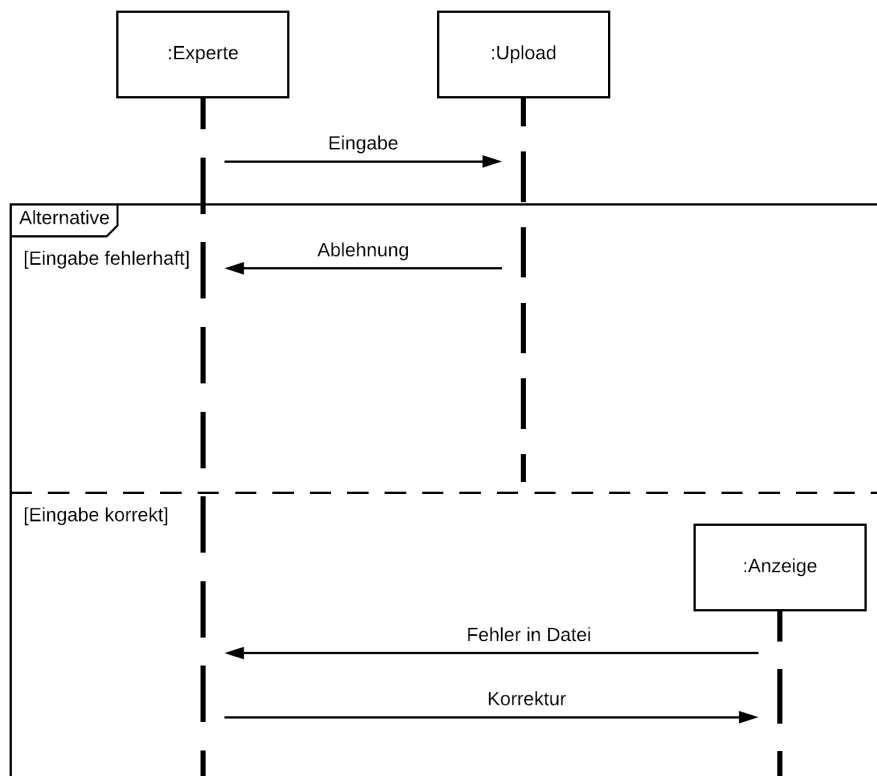 :Experte
:Upload
Eingabe
Alternative
[Eingabe fehlerhaft]
Ablehnung
[Eingabe korrekt]
:Anzeige
Fehler in Datei
Korrektur